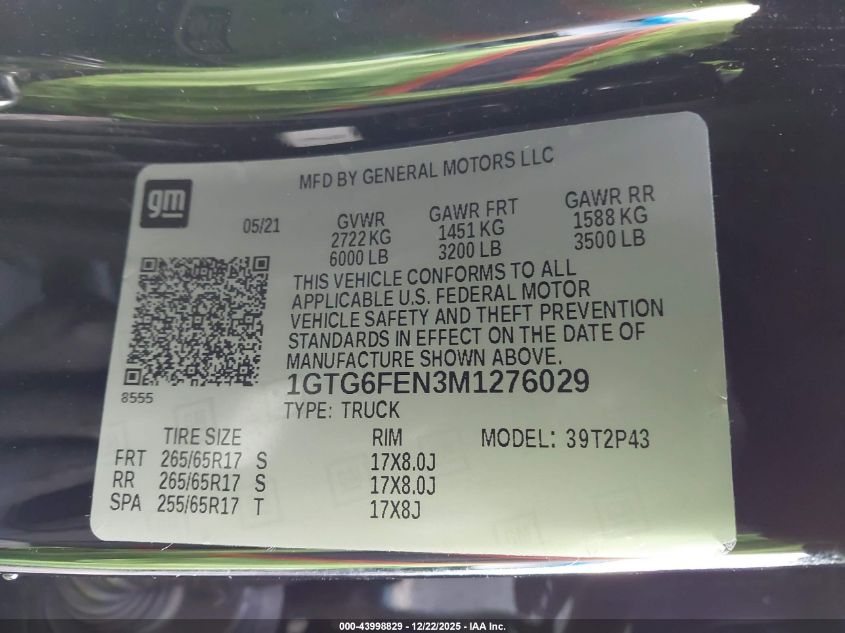 MFD BY GENERAL MOTORS LLC
gm
05/21
GVWR
2722 KG
6000 LB
GAWR FRT
1451 KG
3200 LB
GAWR RR
1588 KG
3500 LB
THIS VEHICLE CONFORMS TO ALL
APPLICABLE U.S. FEDERAL MOTOR
VEHICLE SAFETY AND THEFT PREVENTION
STANDARDS IN EFFECT ON THE DATE OF
MANUFACTURE SHOWN ABOVE.
1GTG6FEN3M1276029
8555
TYPE: TRUCK
TIRE SIZE RIM MODEL: 39T2P43
FRT 265/65R17 S 17X8.0J
RR 265/65R17 S 17X8.0J
SPA 255/65R17 T 17X8J
000-43998829 - 12/22/2025 - IAA Inc.